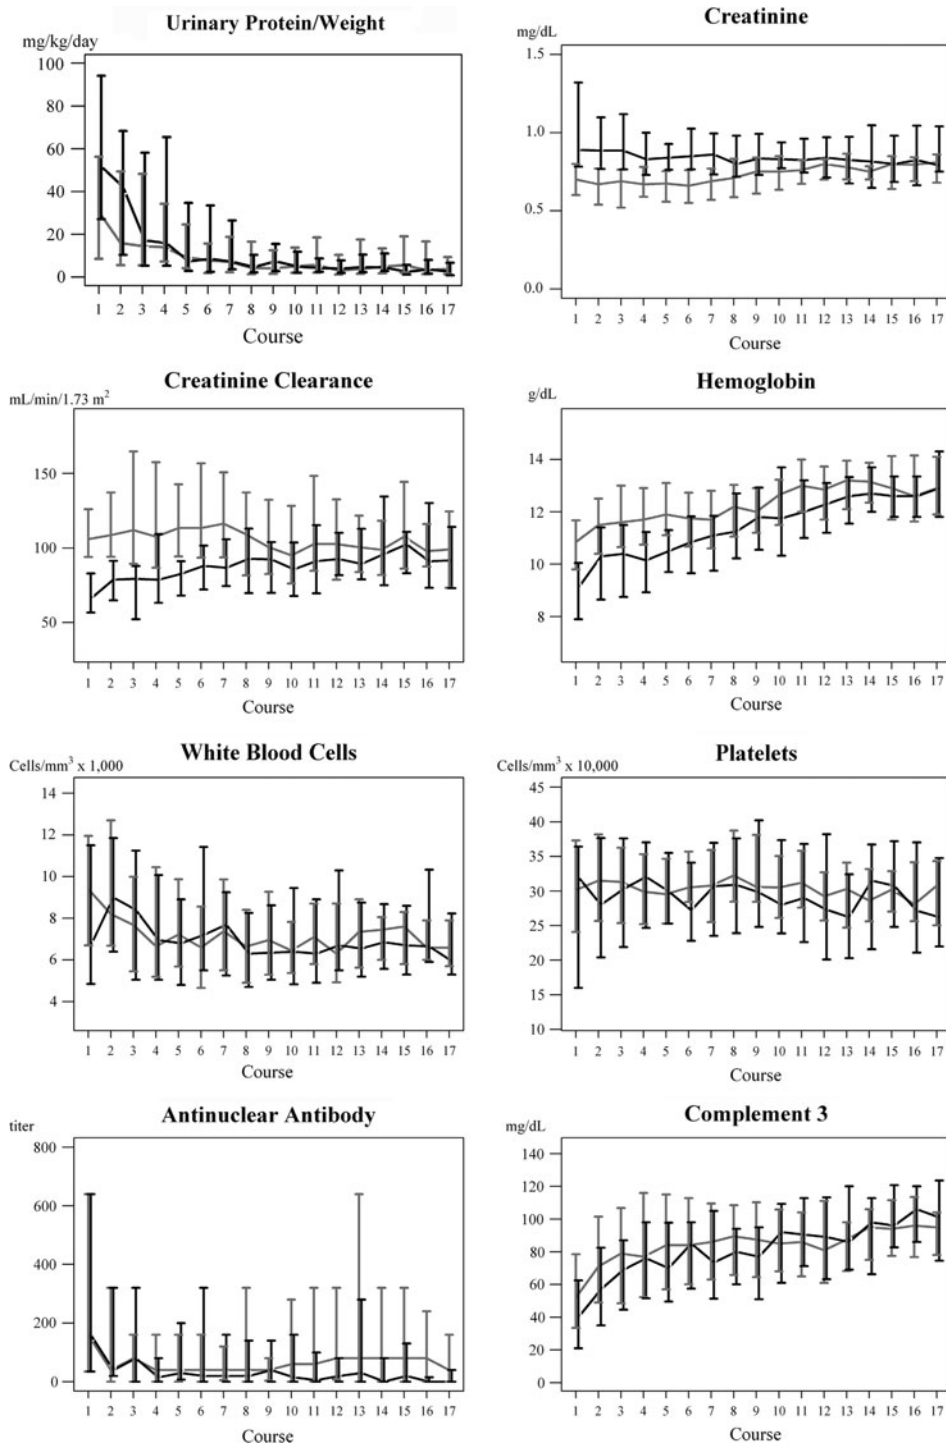 Urinary Protein/Weight
mg/kg/day
100
80
60
40
20
0
1 2 3 4 5 6 7 8 9 10 11 12 13 14 15 16 17
Course
Creatinine
mg/dL
1.5
1.0
0.5
0.0
1 2 3 4 5 6 7 8 9 10 11 12 13 14 15 16 17
Course
Creatinine Clearance
mL/min/1.73 m²
150
100
50
1 2 3 4 5 6 7 8 9 10 11 12 13 14 15 16 17
Course
Hemoglobin
g/dL
14
12
10
8
1 2 3 4 5 6 7 8 9 10 11 12 13 14 15 16 17
Course
White Blood Cells
Cells/mm³ x 1,000
14
12
10
8
6
4
1 2 3 4 5 6 7 8 9 10 11 12 13 14 15 16 17
Course
Platelets
Cells/mm³ x 10,000
45
40
35
30
25
20
15
10
1 2 3 4 5 6 7 8 9 10 11 12 13 14 15 16 17
Course
Antinuclear Antibody
titer
800
600
400
200
0
1 2 3 4 5 6 7 8 9 10 11 12 13 14 15 16 17
Course
Complement 3
mg/dL
140
120
100
80
60
40
20
0
1 2 3 4 5 6 7 8 9 10 11 12 13 14 15 16 17
Course